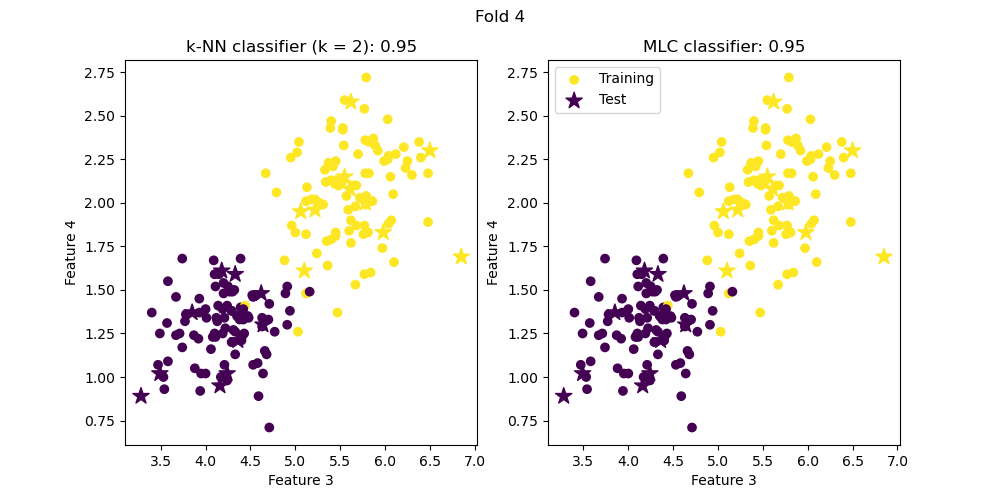 Fold 4
k-NN classifier (k = 2): 0.95
MLC classifier: 0.95
Training
Test
2.75
2.50
2.25
2.00
1.75
1.50
1.25
1.00
0.75
Feature 4
3.5 4.0 4.5 5.0 5.5 6.0 6.5 7.0
Feature 3
2.75
2.50
2.25
2.00
1.75
1.50
1.25
1.00
0.75
Feature 4
3.5 4.0 4.5 5.0 5.5 6.0 6.5 7.0
Feature 3